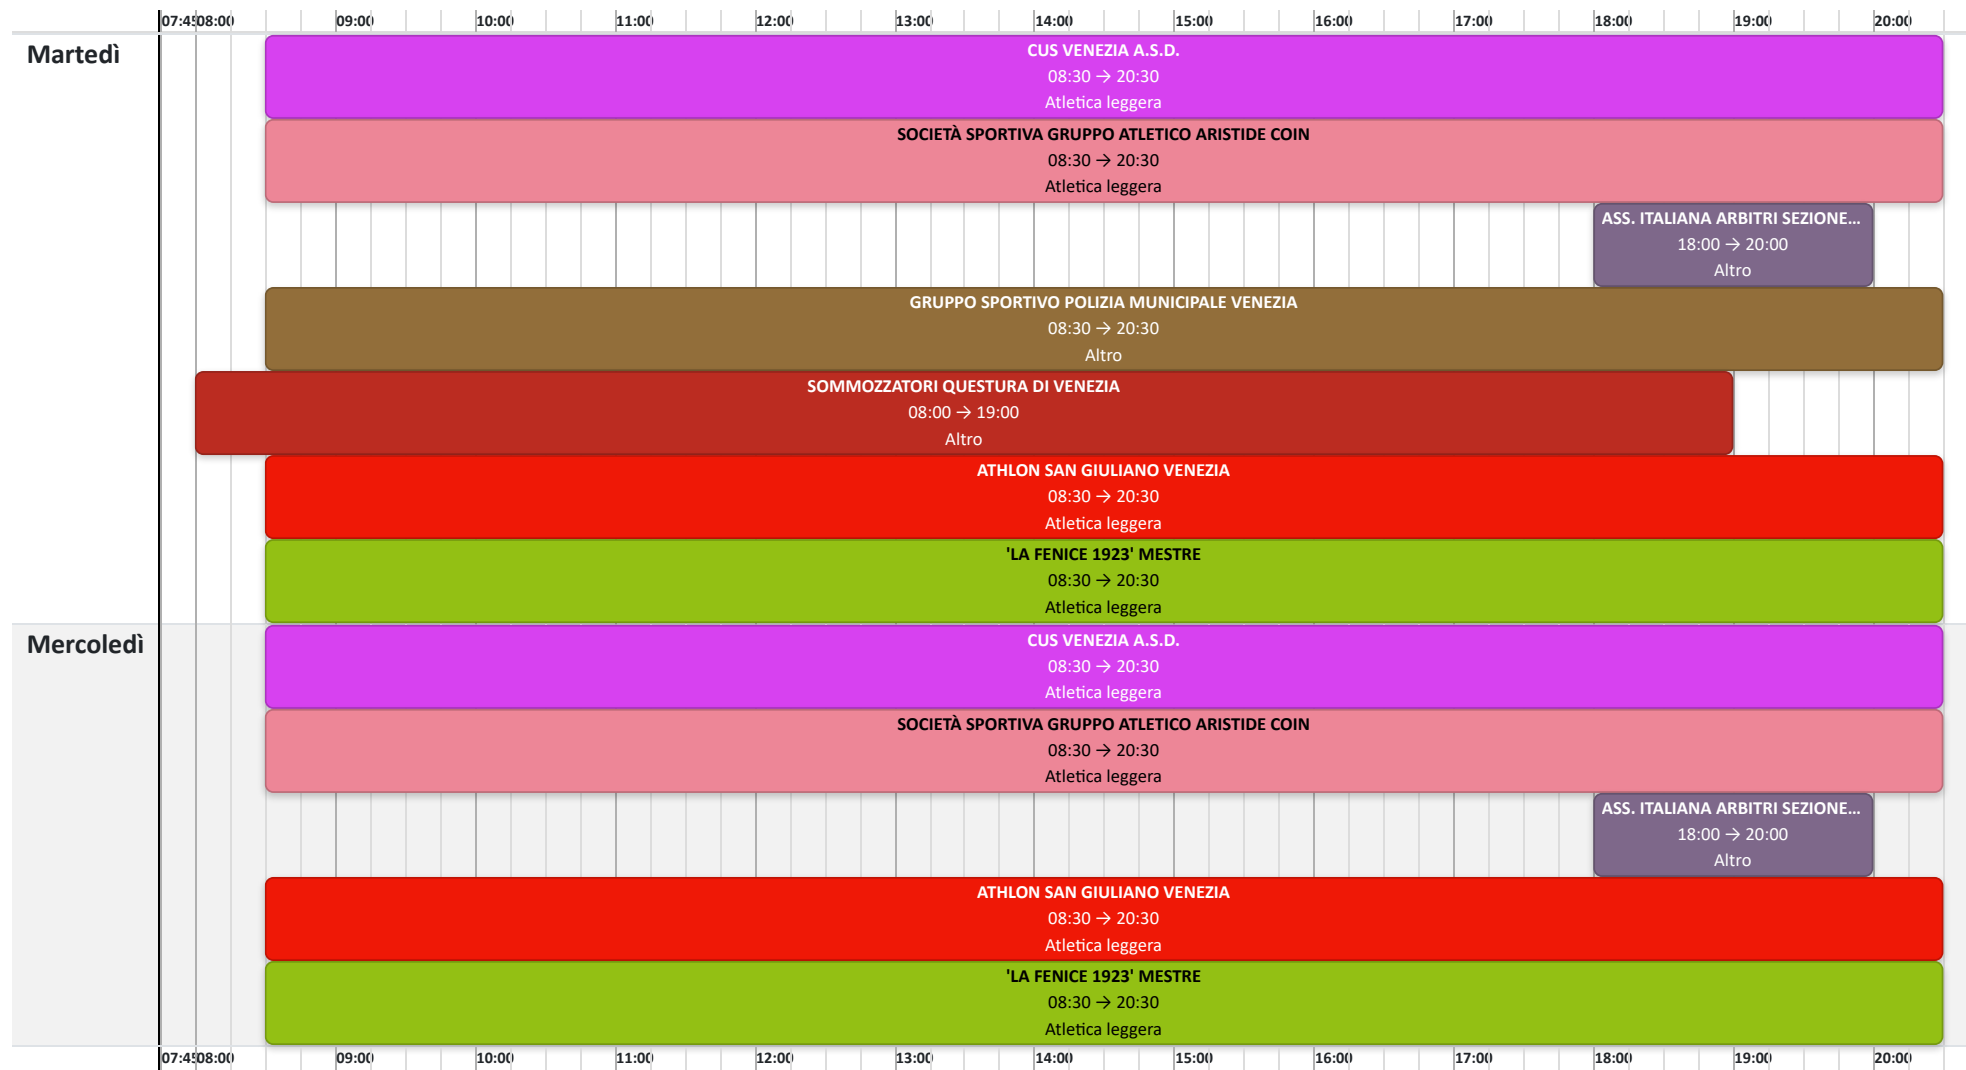 07:45 08:00 09:00 10:00 11:00 12:00 13:00 14:00 15:00 16:00 17:00 18:00 19:00 20:00
Martedì
CUS VENEZIA A.S.D.
08:30 → 20:30
Atletica leggera
SOCIETÀ SPORTIVA GRUPPO ATLETICO ARISTIDE COIN
08:30 → 20:30
Atletica leggera
ASS. ITALIANA ARBITRI SEZIONE...
18:00 → 20:00
Altro
GRUPPO SPORTIVO POLIZIA MUNICIPALE VENEZIA
08:30 → 20:30
Altro
SOMMOZZATORI QUESTURA DI VENEZIA
08:00 → 19:00
Altro
ATHLON SAN GIULIANO VENEZIA
08:30 → 20:30
Atletica leggera
'LA FENICE 1923' MESTRE
08:30 → 20:30
Atletica leggera
Mercoledì
CUS VENEZIA A.S.D.
08:30 → 20:30
Atletica leggera
SOCIETÀ SPORTIVA GRUPPO ATLETICO ARISTIDE COIN
08:30 → 20:30
Atletica leggera
ASS. ITALIANA ARBITRI SEZIONE...
18:00 → 20:00
Altro
ATHLON SAN GIULIANO VENEZIA
08:30 → 20:30
Atletica leggera
'LA FENICE 1923' MESTRE
08:30 → 20:30
Atletica leggera
07:45 08:00 09:00 10:00 11:00 12:00 13:00 14:00 15:00 16:00 17:00 18:00 19:00 20:00